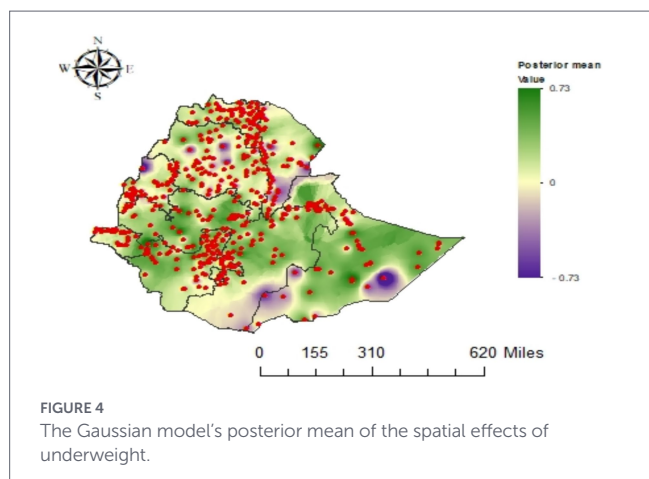 N
W E
S
Posterior mean
Value
0.73
0
- 0.73
0 155 310 620 Miles
FIGURE 4
The Gaussian model’s posterior mean of the spatial effects of
underweight.